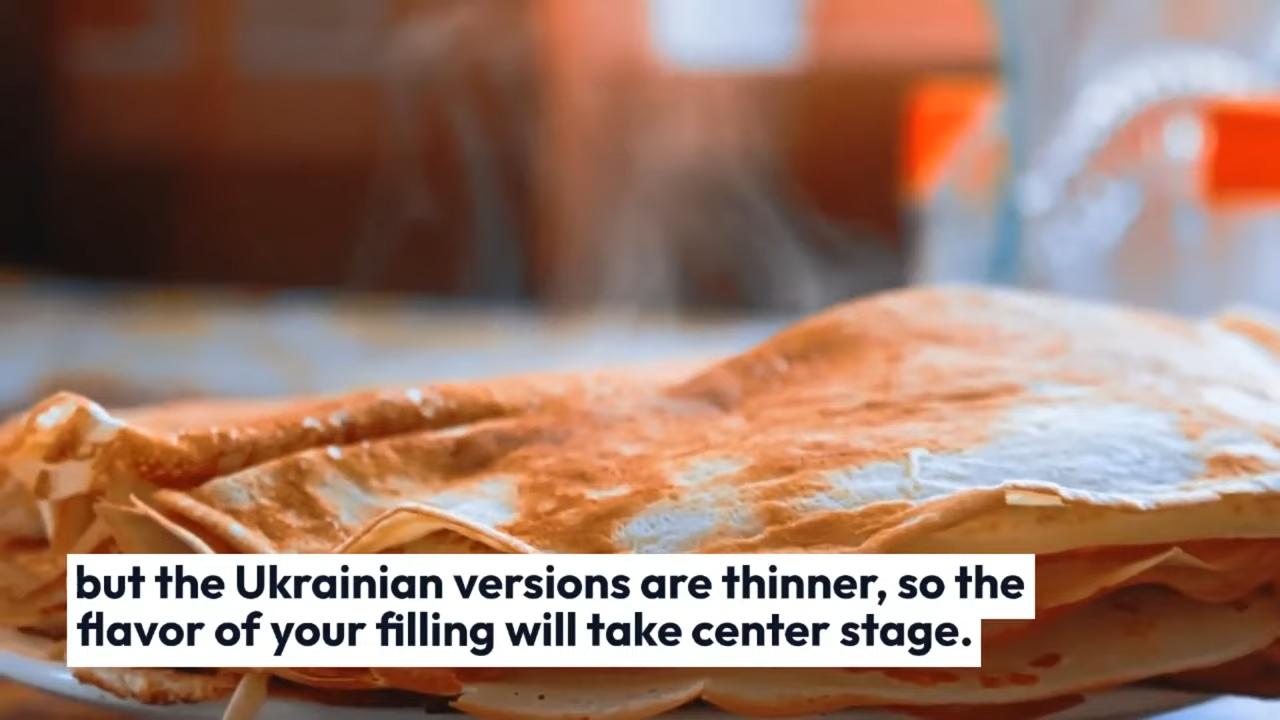 but the Ukrainian versions are thinner, so the
flavor of your filling will take center stage.